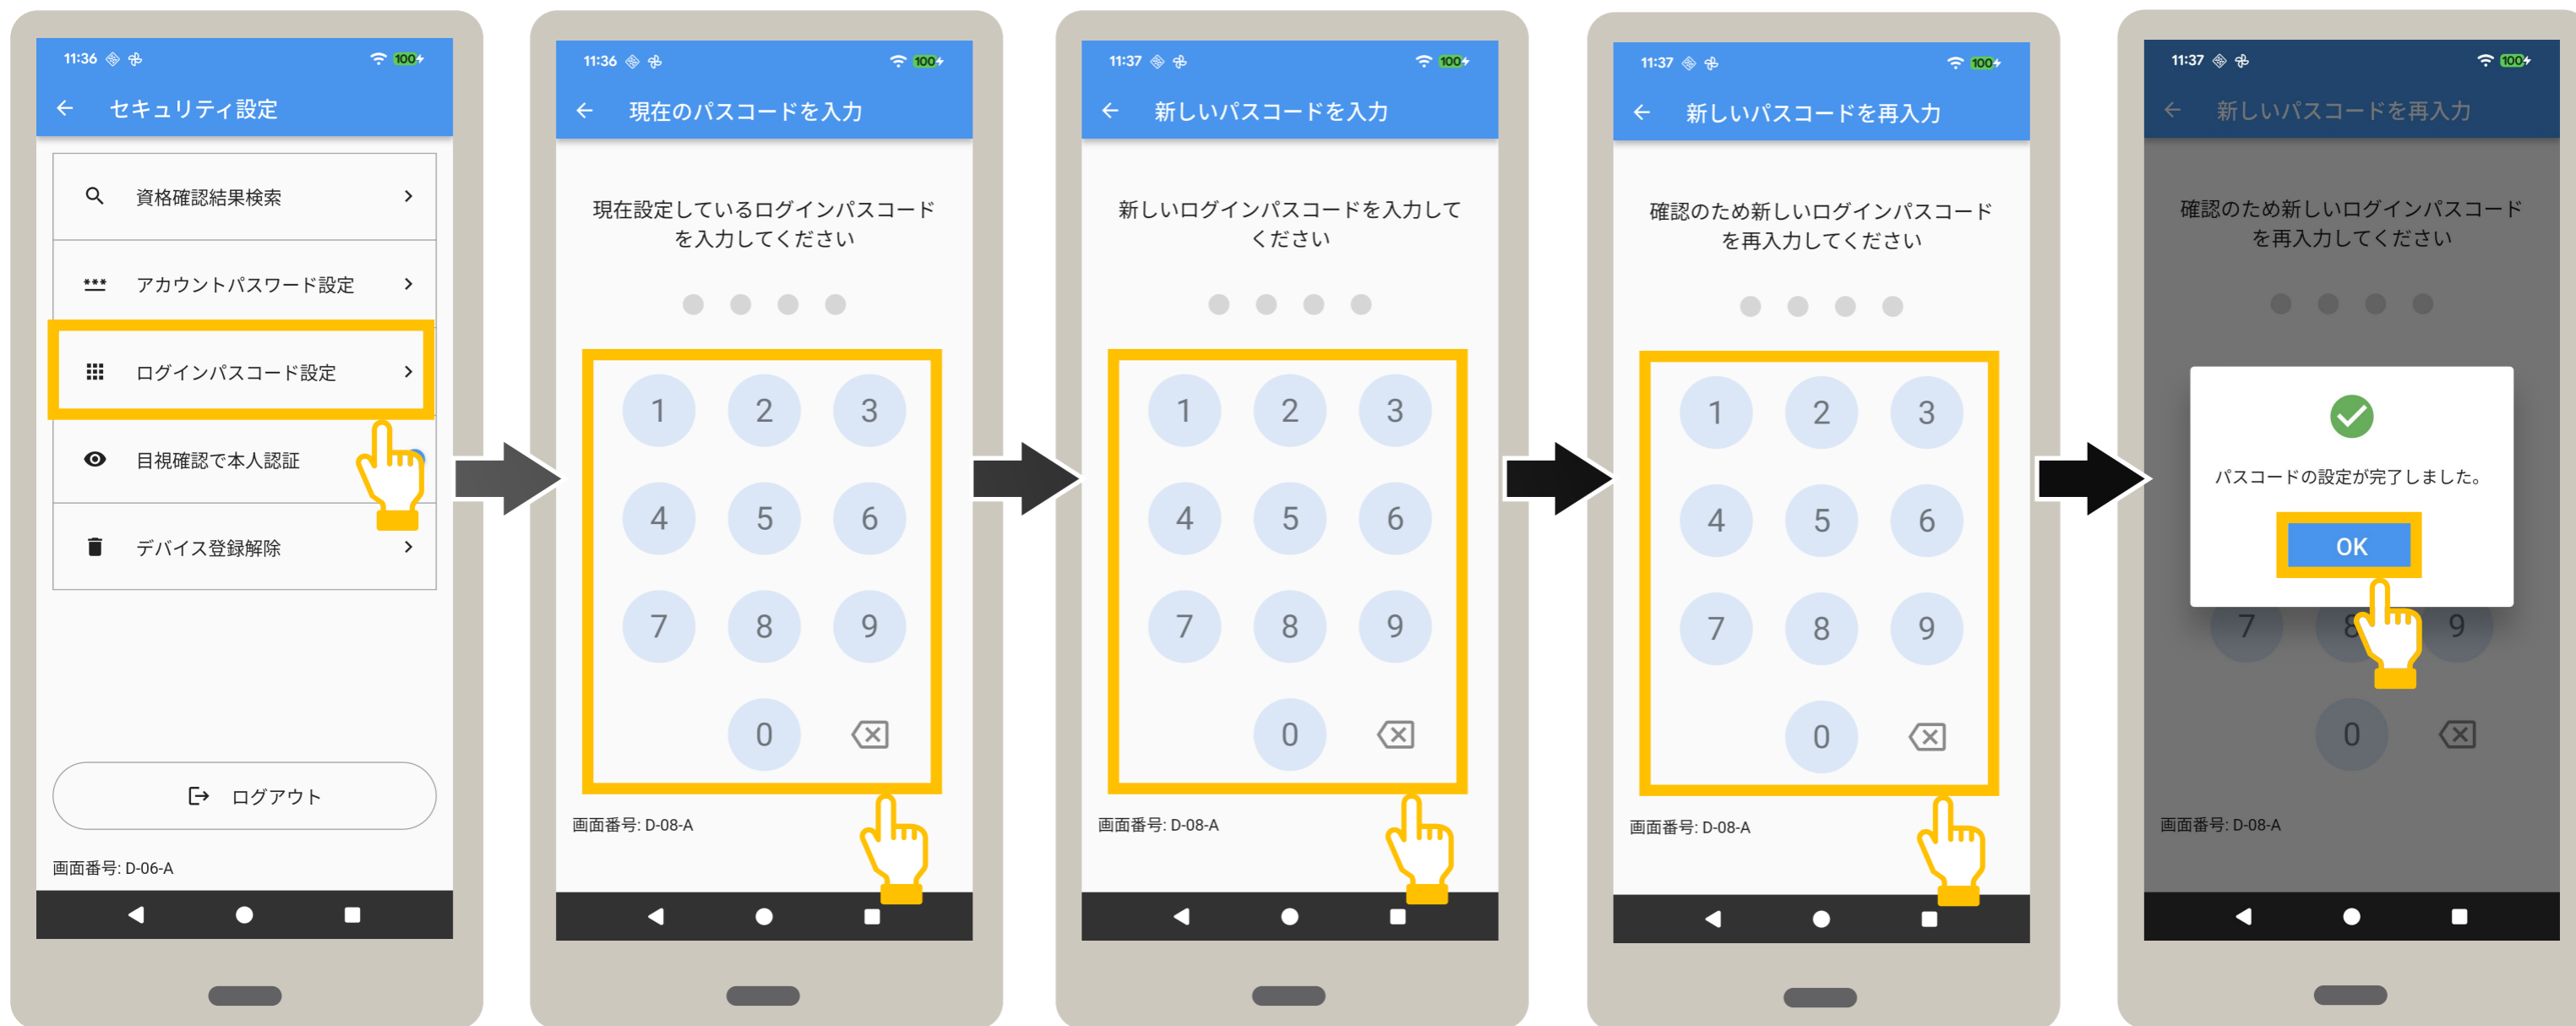 11:36
100
セキュリティ設定
資格確認結果検索
アカウントパスワード設定
ログインパスコード設定
目視確認で本人認証
デバイス登録解除
ログアウト
画面番号: D-06-A
11:36
100
現在のパスコードを入力
現在設定しているログインパスコード
を入力してください
1 2 3
4 5 6
7 8 9
0
画面番号: D-08-A
11:37
100
新しいパスコードを入力
新しいログインパスコードを入力して
ください
1 2 3
4 5 6
7 8 9
0
画面番号: D-08-A
11:37
100
新しいパスコードを再入力
確認のため新しいログインパスコード
を再入力してください
1 2 3
4 5 6
7 8 9
0
画面番号: D-08-A
11:37
100
新しいパスコードを再入力
確認のため新しいログインパスコード
を再入力してください
パスコードの設定が完了しました。
OK
7 8 9
0
画面番号: D-08-A